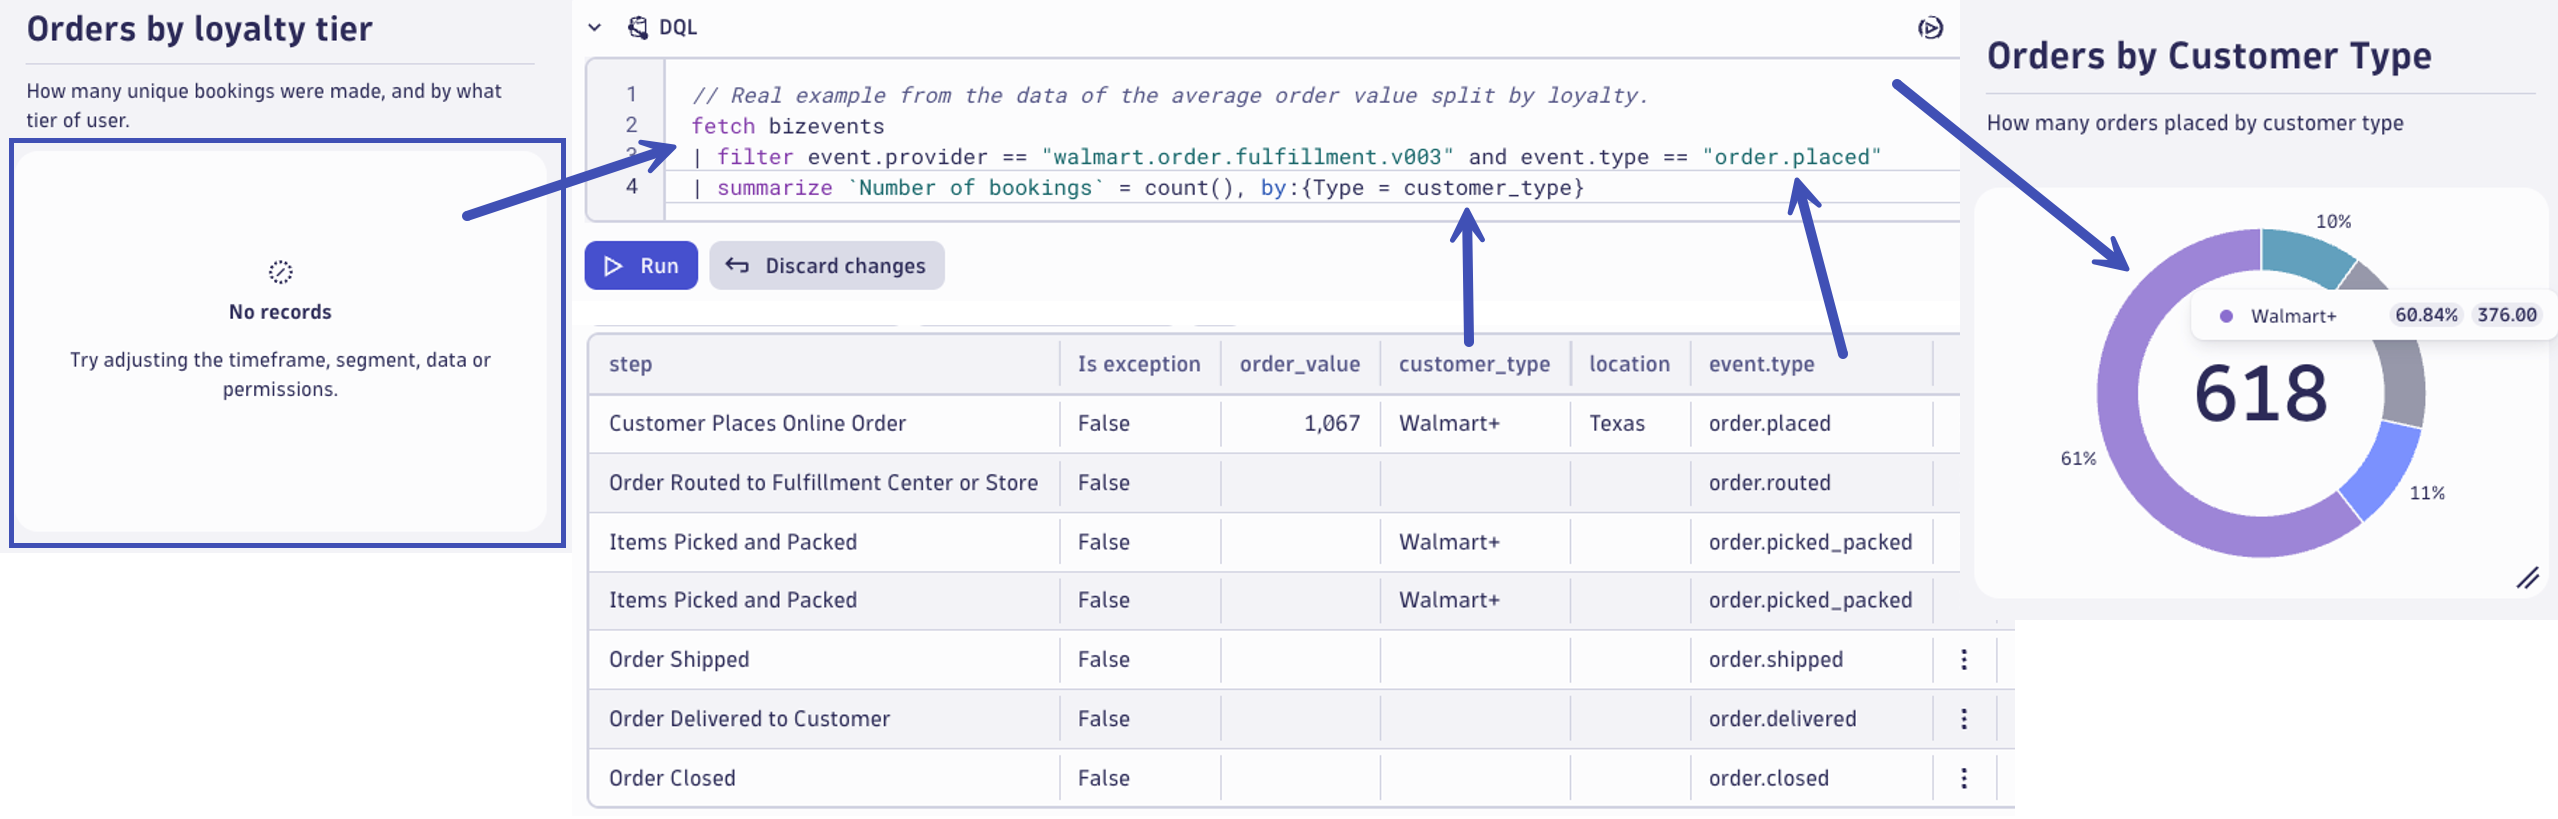 Orders by loyalty tier
How many unique bookings were made, and by what
tier of user.
No records
Try adjusting the timeframe, segment, data or
permissions.
DQL
1 // Real example from the data of the average order value split by loyalty.
2 fetch bizevents
3 | filter event.provider == "walmart.order.fulfillment.v003" and event.type == "order.placed"
4 | summarize `Number of bookings` = count(), by:{Type = customer_type}
Run Discard changes
step Is exception order_value customer_type location event.type
Customer Places Online Order False 1,067 Walmart+ Texas order.placed
Order Routed to Fulfillment Center or Store False order.routed
Items Picked and Packed False Walmart+ order.picked_packed
Items Picked and Packed False Walmart+ order.picked_packed
Order Shipped False order.shipped
Order Delivered to Customer False order.delivered
Order Closed False order.closed
Orders by Customer Type
How many orders placed by customer type
10%
Walmart+ 60.84% 376.00
618
61%
11%